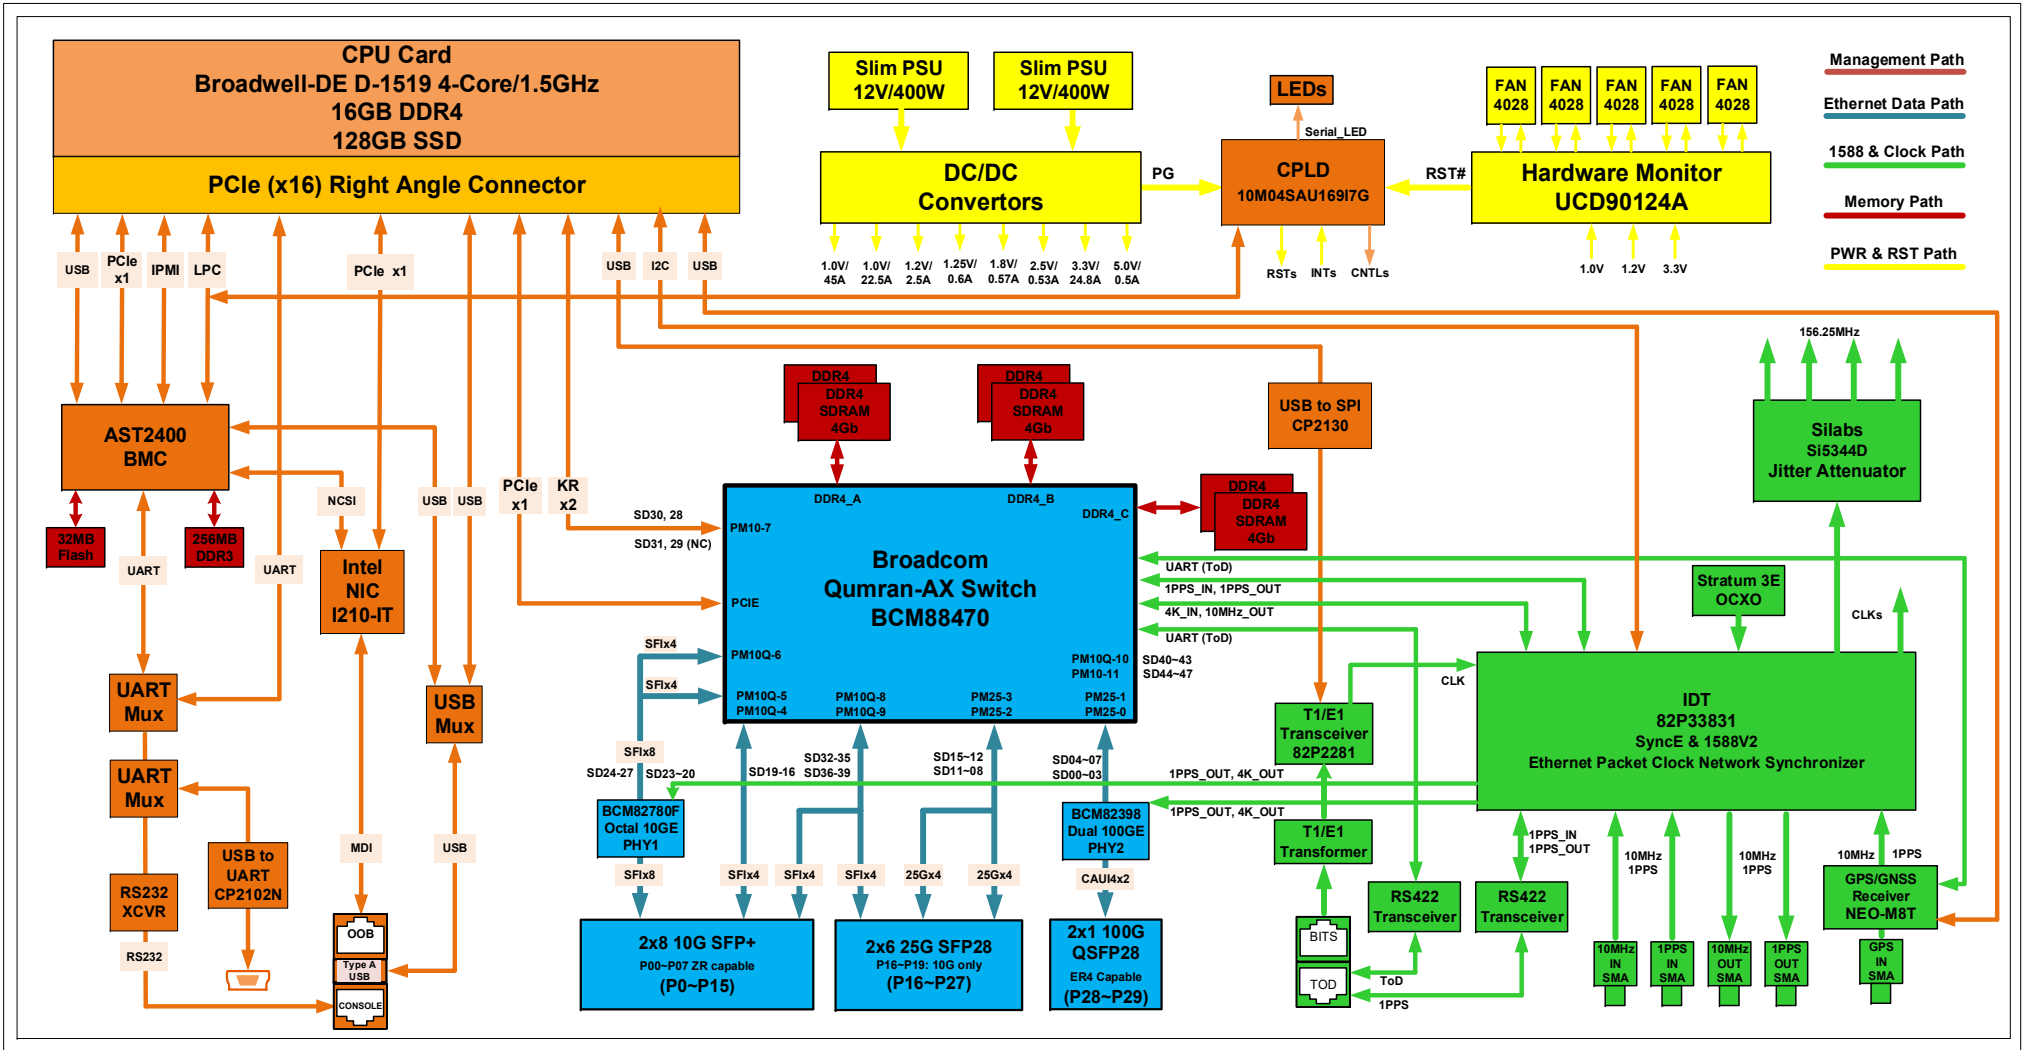 CPU Card
Broadwell-DE D-1519 4-Core/1.5GHz
16GB DDR4
128GB SSD
PCIe (x16) Right Angle Connector
Slim PSU
12V/400W
Slim PSU
12V/400W
DC/DC
Convertors
PG
LEDs
Serial_LED
CPLD
10M04SAU169I7G
RST#
FAN
4028
FAN
4028
FAN
4028
FAN
4028
FAN
4028
Hardware Monitor
UCD90124A
Management Path
Ethernet Data Path
1588 & Clock Path
Memory Path
PWR & RST Path
1.0V/
45A
1.0V/
22.5A
1.2V/
2.5A
1.25V/
0.6A
1.8V/
0.57A
2.5V/
0.53A
3.3V/
24.8A
5.0V/
0.5A
RSTs
INTs
CNTLs
1.0V
1.2V
3.3V
USB
PCIe
x1
IPMI
LPC
PCIe x1
USB
I2C
USB
AST2400
BMC
32MB
Flash
256MB
DDR3
NCSI
UART
UART
Intel
NIC
I210-IT
USB
USB
PCIe
x1
KR
x2
UART
Mux
UART
Mux
USB
Mux
USB to
UART
CP2102N
RS232
XCVR
RS232
MDI
USB
OOB
Type A
USB
CONSOLE
DDR4
DDR4
SDRAM
4Gb
DDR4
DDR4
SDRAM
4Gb
DDR4
DDR4
SDRAM
4Gb
DDR4_A
DDR4_B
DDR4_C
SD30, 28
SD31, 29 (NC)
PM10-7
Broadcom
Qumran-AX Switch
BCM88470
PCIE
PM10Q-6
PM10Q-5
PM10Q-4
PM10Q-8
PM10Q-9
PM25-3
PM25-2
PM10Q-10
PM10-11
PM25-1
PM25-0
SD40~43
SD44~47
SFIx4
SFIx4
SFIx8
SD24-27
SD23~20
SD19-16
SD32-35
SD36-39
SD15~12
SD11~08
SD04~07
SD00~03
BCM82780F
Octal 10GE
PHY1
BCM82398
Dual 100GE
PHY2
SFIx8
SFIx4
SFIx4
SFIx4
25Gx4
25Gx4
CAUI4x2
2x8 10G SFP+
P00~P07 ZR capable
(P0~P15)
2x6 25G SFP28
P16~P19: 10G only
(P16~P27)
2x1 100G
QSFP28
ER4 Capable
(P28~P29)
USB to SPI
CP2130
UART (ToD)
1PPS_IN, 1PPS_OUT
4K_IN, 10MHz_OUT
UART (ToD)
CLK
1PPS_OUT, 4K_OUT
1PPS_OUT, 4K_OUT
T1/E1
Transceiver
82P2281
T1/E1
Transformer
BITS
TOD
ToD
1PPS
RS422
Transceiver
RS422
Transceiver
1PPS_IN
1PPS_OUT
156.25MHz
Silabs
Si5344D
Jitter Attenuator
Stratum 3E
OCXO
CLKs
IDT
82P33831
SyncE & 1588V2
Ethernet Packet Clock Network Synchronizer
10MHz
1PPS
10MHz
1PPS
10MHz
1PPS
GPS/GNSS
Receiver
NEO-M8T
10MHz
IN
SMA
1PPS
IN
SMA
10MHz
OUT
SMA
1PPS
OUT
SMA
GPS
IN
SMA